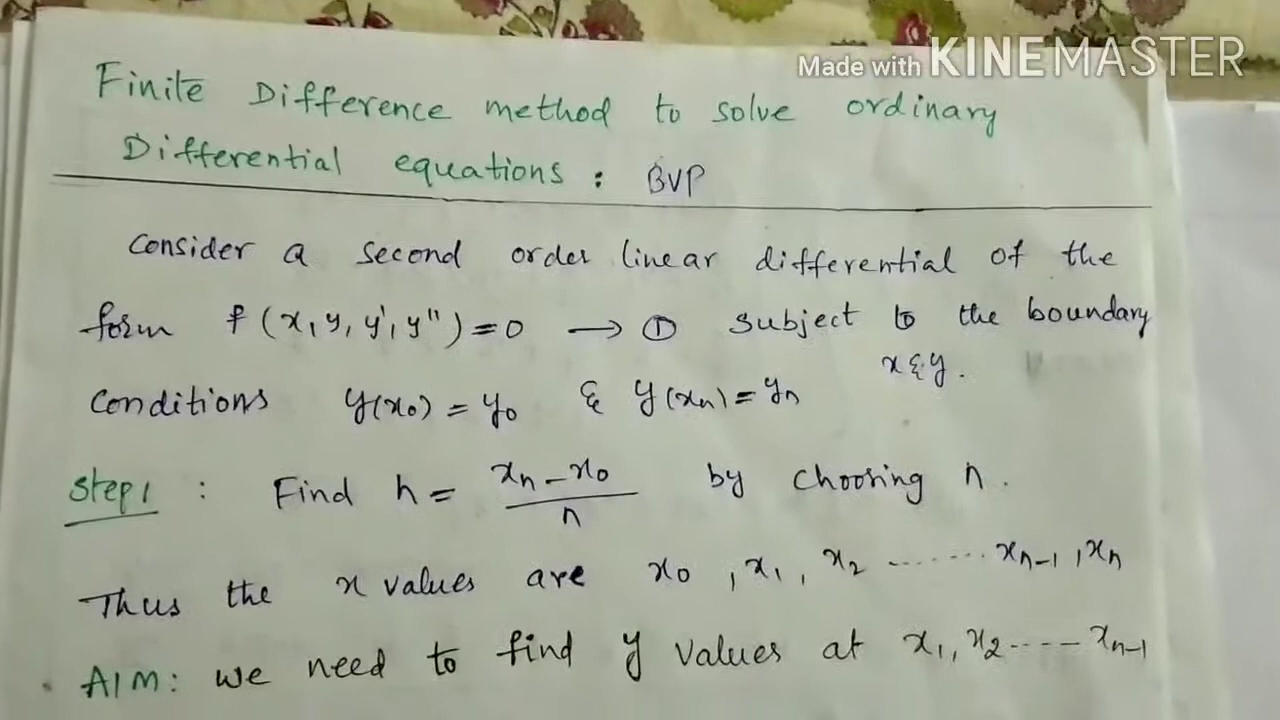 Made with KINEMASTER
Finite Difference method to solve ordinary
Differential equations : BVP
Consider a second order linear differential of the
form f(x, y, y', y'') = 0 → ① subject to the boundary
x & y.
Conditions y(x₀) = y₀ & y(xₙ) = yₙ
Step 1 : Find h = (xₙ - x₀)/n by choosing n.
Thus the x values are x₀, x₁, x₂ ........ xₙ₋₁, xₙ
AIM: we need to find y values at x₁, x₂ ---- xₙ₋₁